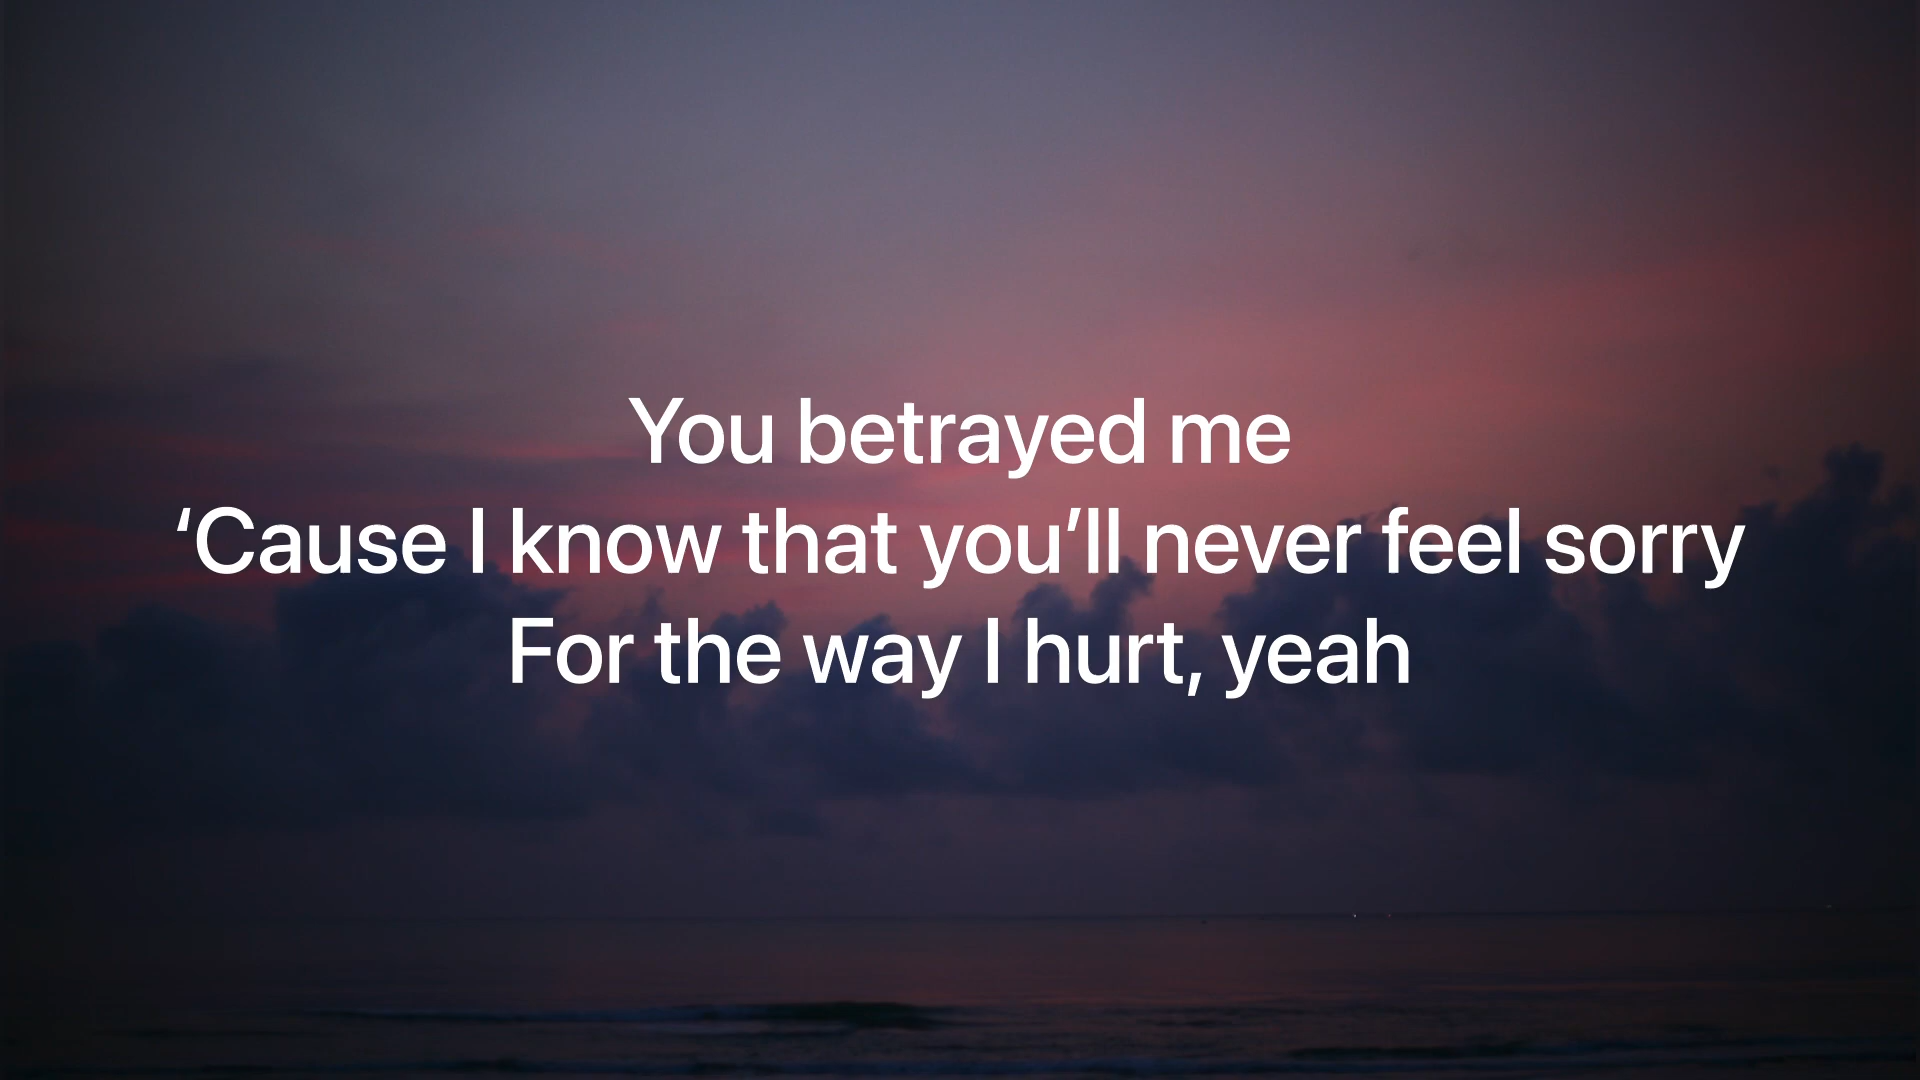 You betrayed me
‘Cause I know that you’ll never feel sorry
For the way I hurt, yeah